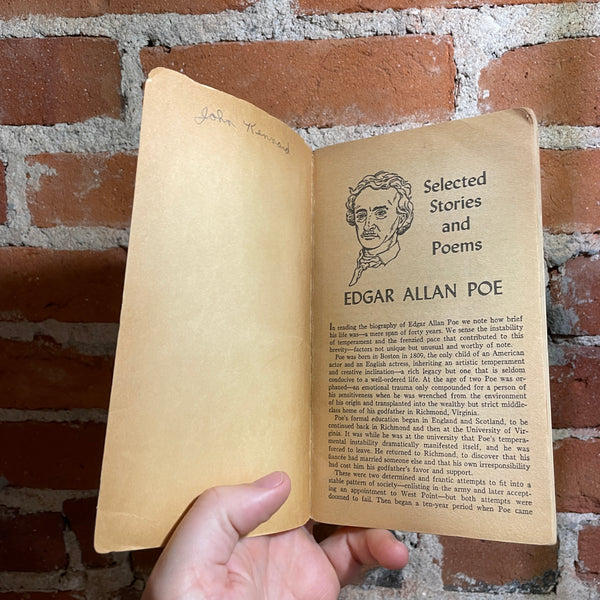 John Kennard
Selected
Stories
and
Poems
EDGAR ALLAN POE
In reading the biography of Edgar Allan Poe we note how brief
his life was—a mere span of forty years. We sense the instability
of temperament and the frenzied pace that contributed to this
brevity—factors not unique but unusual and worthy of note.
Poe was born in Boston in 1809, the only child of an American
actor and an English actress, inheriting an artistic temperament
and creative inclination—a rich legacy but one that is seldom
conducive to a well-ordered life. At the age of two Poe was or-
phaned—an emotional trauma only compounded for a person of
his sensitiveness when he was wrenched from the environment
of his origin and transplanted into the wealthy but strict middle-
class home of his godfather in Richmond, Virginia.
Poe's formal education began in England and Scotland, to be
continued back in Richmond and then at the University of Vir-
ginia. It was while he was at the university that Poe's tempera-
mental instability dramatically manifested itself, and he was
forced to leave. He returned to Richmond, to discover that his
fiancée had married someone else and that his own irresponsibility
had cost him his godfather's favor and support.
These were two determined and frantic attempts to fit into a
stable pattern of society—enlisting in the army and later accept-
ing an appointment to West Point—but both attempts were
doomed to fail. Then began a ten-year period when Poe came